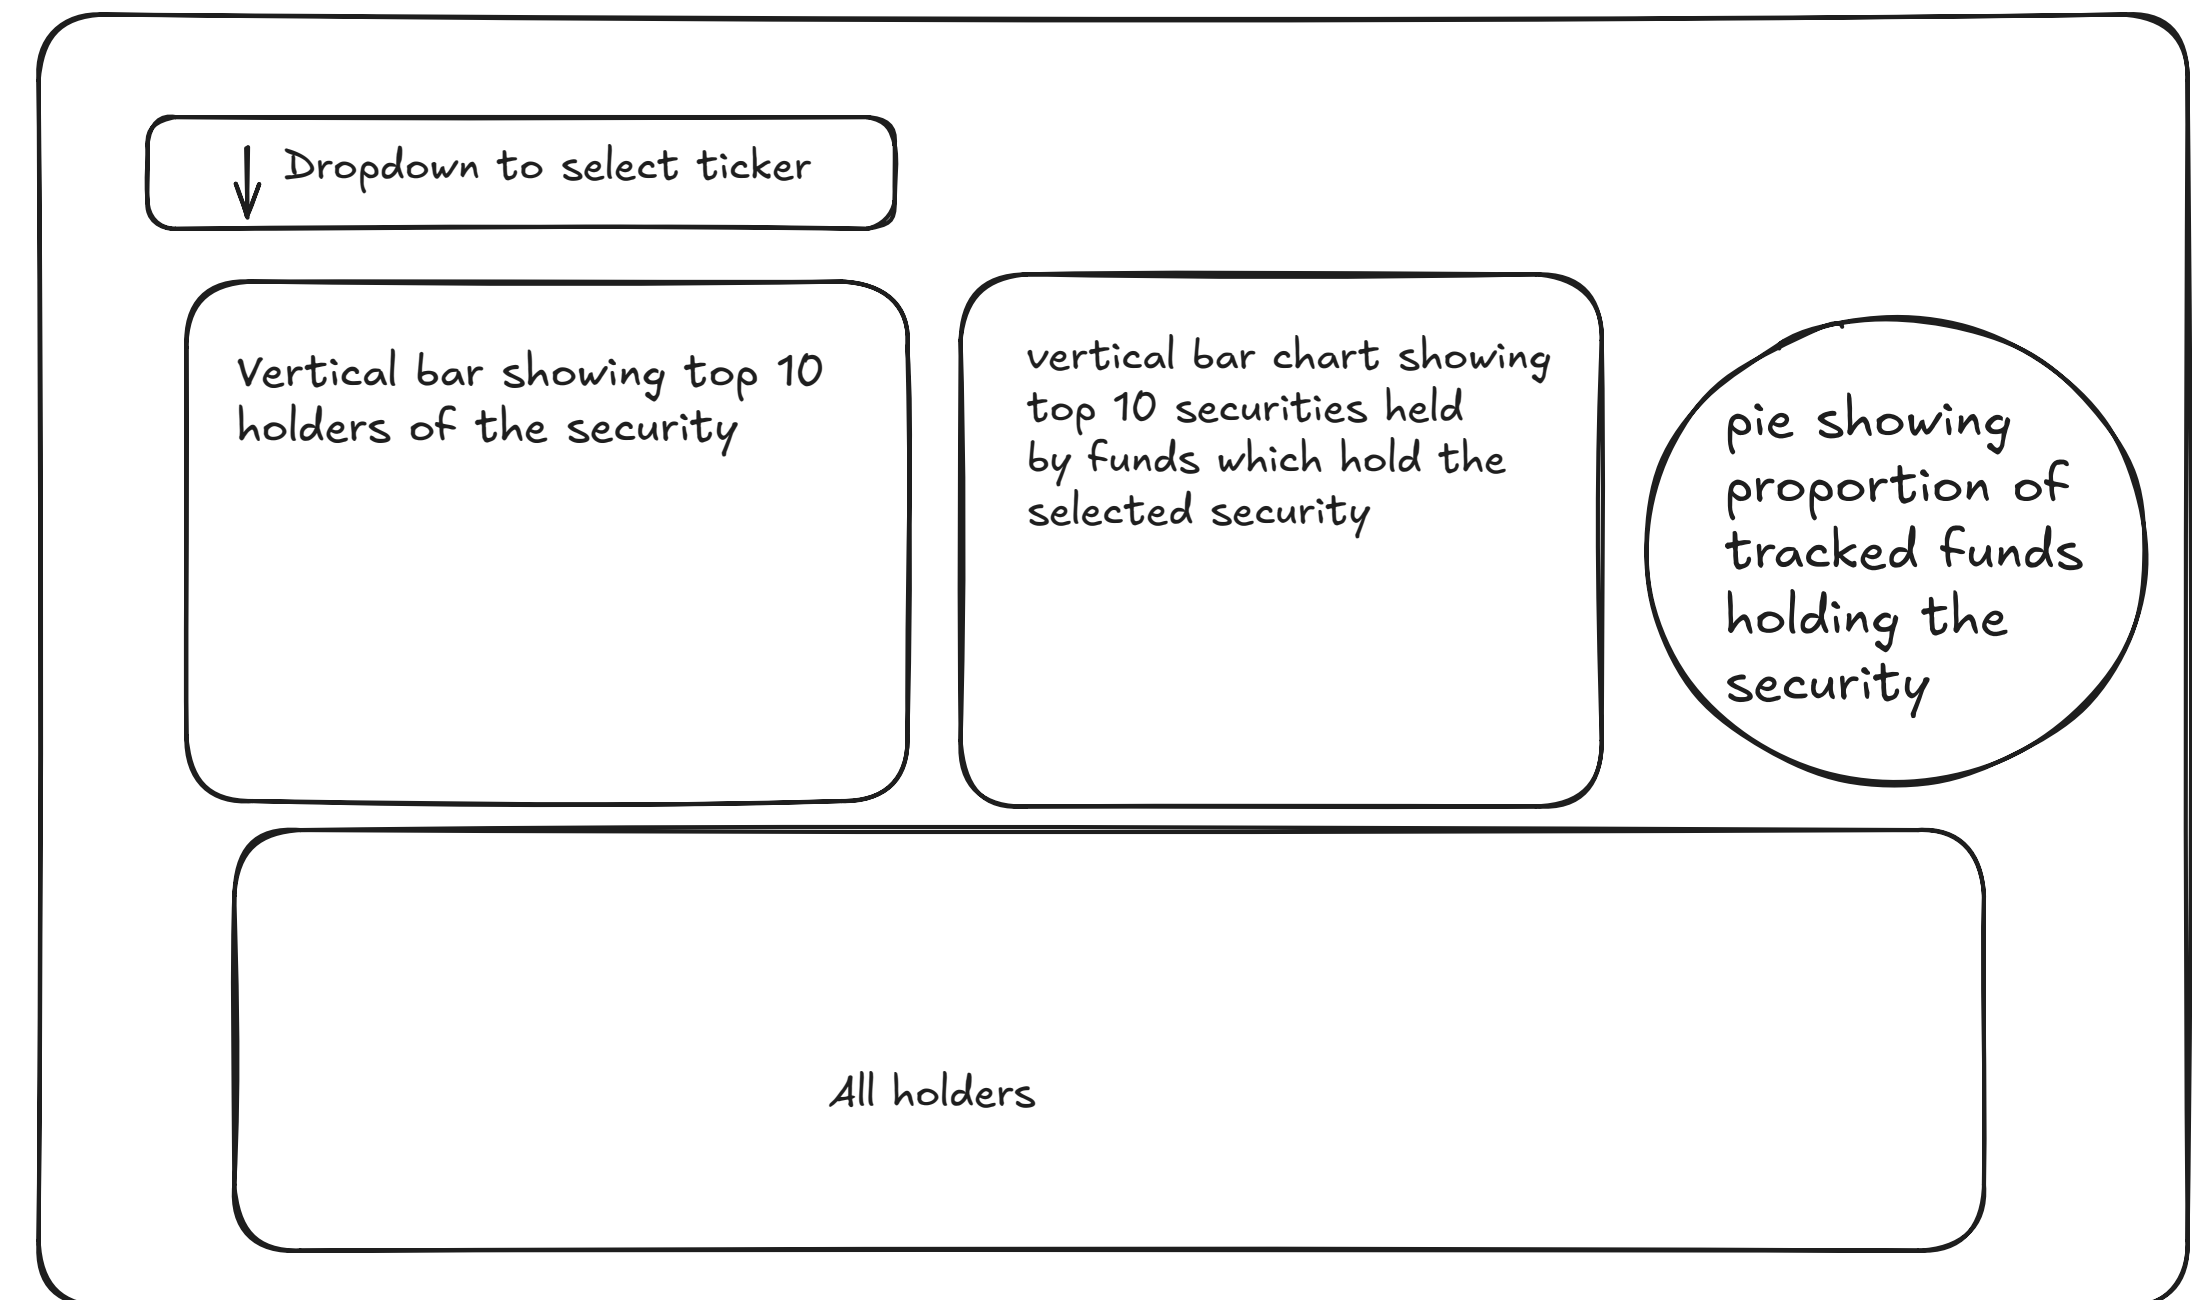 Dropdown to select ticker
Vertical bar showing top 10
holders of the security
vertical bar chart showing
top 10 securities held
by funds which hold the
selected security
pie showing
proportion of
tracked funds
holding the
security
All holders